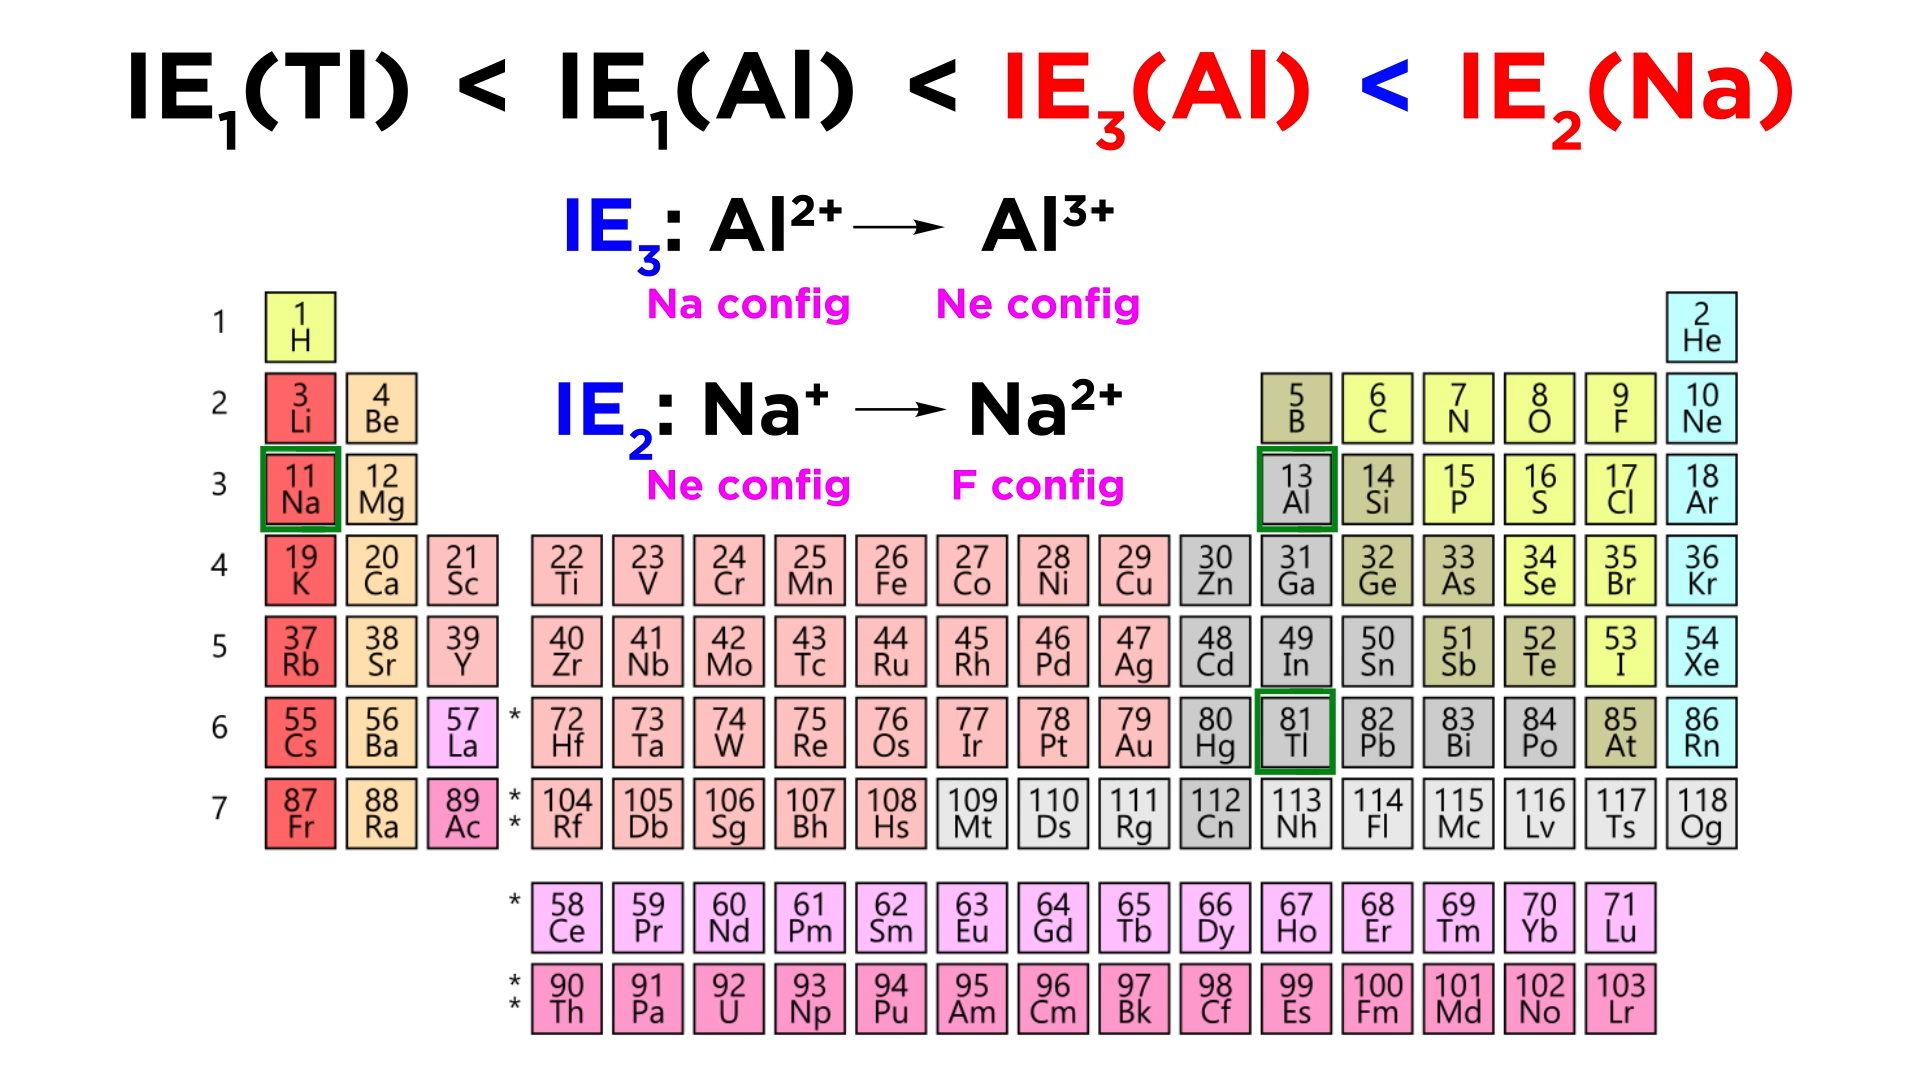 IE₁(Tl) < IE₁(Al) < IE₃(Al) < IE₂(Na)
IE₃: Al²⁺ → Al³⁺
Na config Ne config
1 1 H 2 He
IE₂: Na⁺ → Na²⁺
Ne config F config
2 3 Li 4 Be 5 B 6 C 7 N 8 O 9 F 10 Ne
3 11 Na 12 Mg 13 Al 14 Si 15 P 16 S 17 Cl 18 Ar
4 19 K 20 Ca 21 Sc 22 Ti 23 V 24 Cr 25 Mn 26 Fe 27 Co 28 Ni 29 Cu 30 Zn 31 Ga 32 Ge 33 As 34 Se 35 Br 36 Kr
5 37 Rb 38 Sr 39 Y 40 Zr 41 Nb 42 Mo 43 Tc 44 Ru 45 Rh 46 Pd 47 Ag 48 Cd 49 In 50 Sn 51 Sb 52 Te 53 I 54 Xe
6 55 Cs 56 Ba 57 La * 72 Hf 73 Ta 74 W 75 Re 76 Os 77 Ir 78 Pt 79 Au 80 Hg 81 Tl 82 Pb 83 Bi 84 Po 85 At 86 Rn
7 87 Fr 88 Ra 89 Ac * * 104 Rf 105 Db 106 Sg 107 Bh 108 Hs 109 Mt 110 Ds 111 Rg 112 Cn 113 Nh 114 Fl 115 Mc 116 Lv 117 Ts 118 Og
* 58 Ce 59 Pr 60 Nd 61 Pm 62 Sm 63 Eu 64 Gd 65 Tb 66 Dy 67 Ho 68 Er 69 Tm 70 Yb 71 Lu
* * 90 Th 91 Pa 92 U 93 Np 94 Pu 95 Am 96 Cm 97 Bk 98 Cf 99 Es 100 Fm 101 Md 102 No 103 Lr